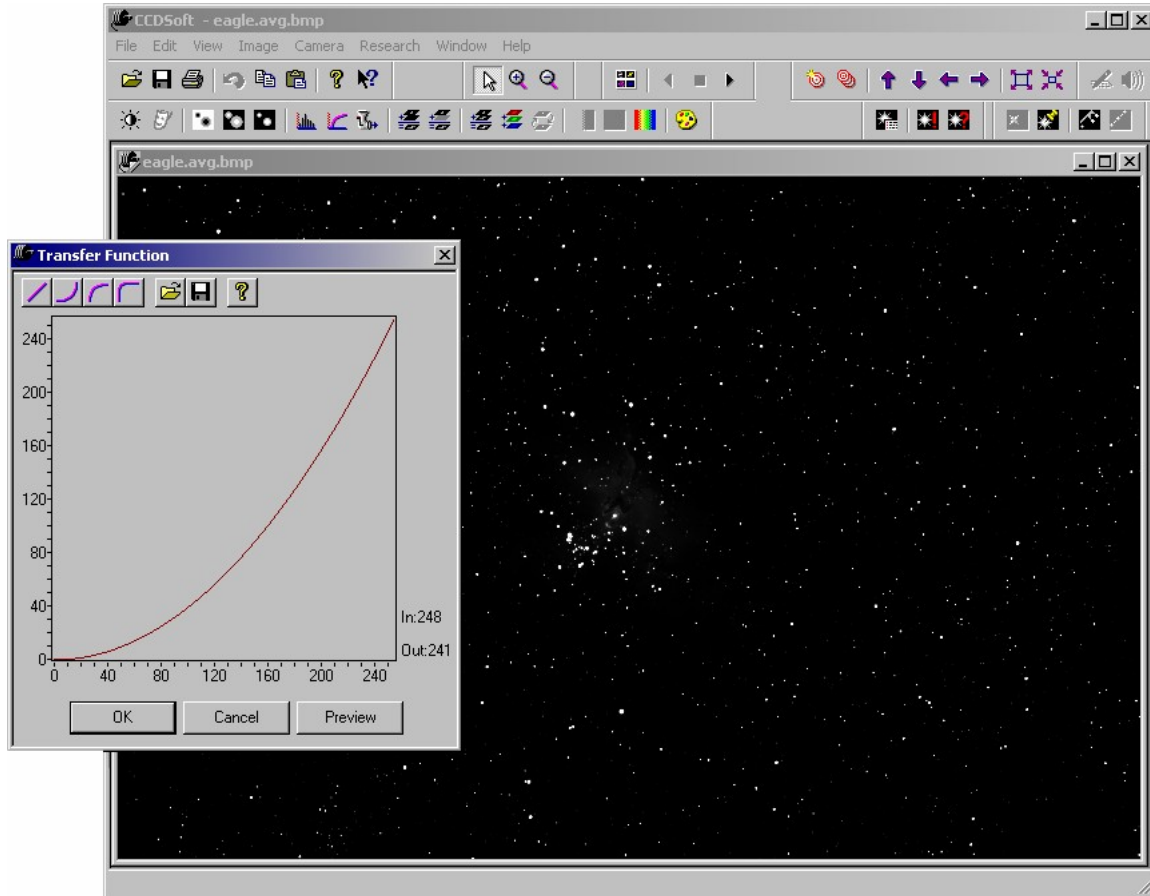 CCDSoft - eagle.avg.bmp
File Edit View Image Camera Research Window Help
eagle.avg.bmp
Transfer Function
240
200
160
120
80
40
0
In:248
Out:241
0 40 80 120 160 200 240
OK Cancel Preview